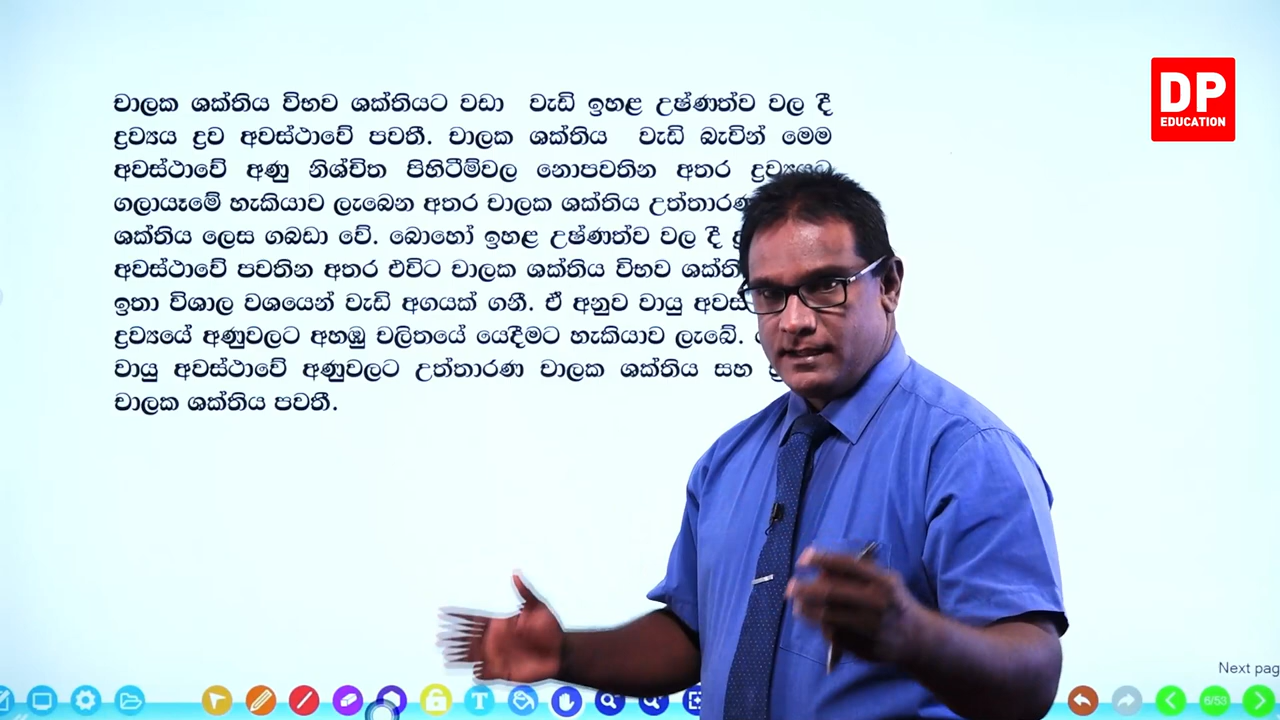 චාලක ශක්තිය විභව ශක්තියට වඩා වැඩි ඉහළ උෂ්ණත්ව වල දී
ද්‍රව්‍යය ද්‍රව අවස්ථාවේ පවතී. චාලක ශක්තිය වැඩි බැවින් මෙම
අවස්ථාවේ අණු නිශ්චිත පිහිටීම්වල නොපවතින අතර
ගලායෑමේ හැකියාව ලැබෙන අතර චාලක ශක්තිය උත්තාරණ
ශක්තිය ලෙස ගබඩා වේ. බොහෝ ඉහළ උෂ්ණත්ව වල දී
අවස්ථාවේ පවතින අතර එවිට චාලක ශක්තිය විභව
ඉතා විශාල වශයෙන් වැඩි අගයක් ගනී. ඒ අනුව වායු
ද්‍රව්‍යයේ අණුවලට අහඹු චලිතයේ යෙදීමට හැකියාව ලැබේ.
වායු අවස්ථාවේ අණුවලට උත්තාරණ චාලක ශක්තිය සහ
චාලක ශක්තිය පවතී.
DP
EDUCATION
Next pag
6/53